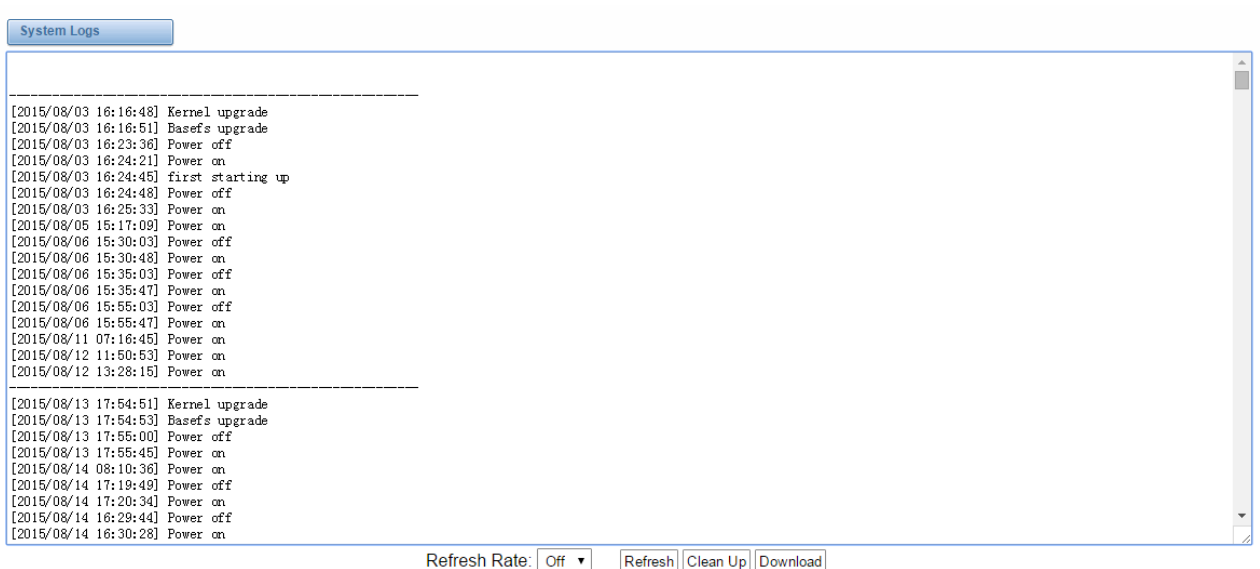 System Logs
[2015/08/03 16:16:48] Kernel upgrade
[2015/08/03 16:16:51] Basefs upgrade
[2015/08/03 16:23:36] Power off
[2015/08/03 16:24:21] Power on
[2015/08/03 16:24:45] first starting up
[2015/08/03 16:24:48] Power off
[2015/08/03 16:25:33] Power on
[2015/08/05 15:17:09] Power on
[2015/08/06 15:30:03] Power off
[2015/08/06 15:30:48] Power on
[2015/08/06 15:35:03] Power off
[2015/08/06 15:35:47] Power on
[2015/08/06 15:55:03] Power off
[2015/08/06 15:55:47] Power on
[2015/08/11 07:16:45] Power on
[2015/08/12 11:50:53] Power on
[2015/08/12 13:28:15] Power on
[2015/08/13 17:54:51] Kernel upgrade
[2015/08/13 17:54:53] Basefs upgrade
[2015/08/13 17:55:00] Power off
[2015/08/13 17:55:45] Power on
[2015/08/14 08:10:36] Power on
[2015/08/14 17:19:49] Power off
[2015/08/14 17:20:34] Power on
[2015/08/14 16:29:44] Power off
[2015/08/14 16:30:28] Power on
Refresh Rate: Off Refresh Clean Up Download